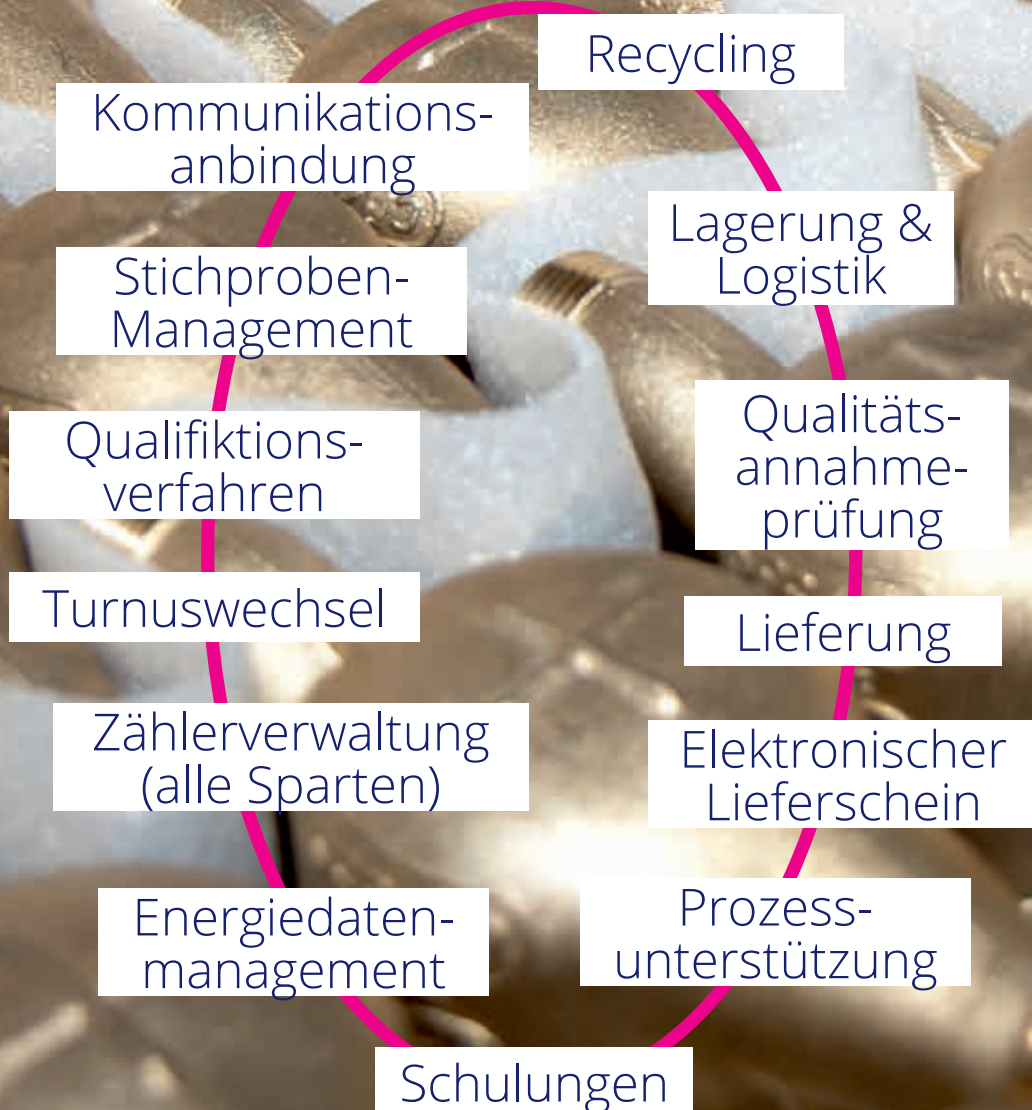 Recycling
Kommunikations-
anbindung
Lagerung &
Logistik
Stichproben-
Management
Qualitäts-
annahme-
prüfung
Qualifiktions-
verfahren
Turnuswechsel
Lieferung
Zählerverwaltung
(alle Sparten)
Elektronischer
Lieferschein
Energiedaten-
management
Prozess-
unterstützung
Schulungen